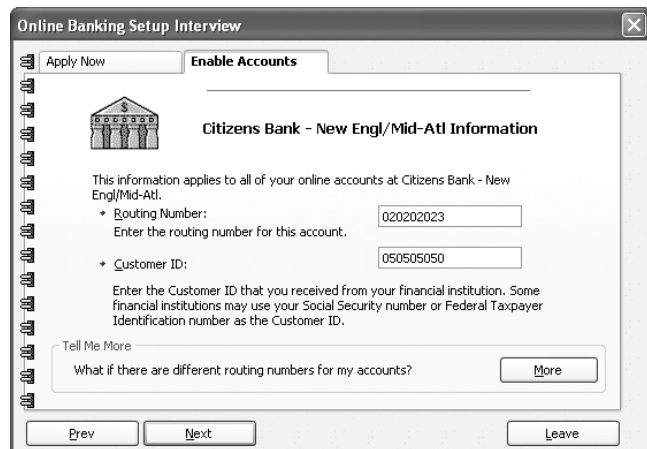 Online Banking Setup Interview
Apply Now
Enable Accounts
$
Citizens Bank - New Engl/Mid-Atl Information
This information applies to all of your online accounts at Citizens Bank - New
Engl/Mid-Atl.
Routing Number:
020202023
Enter the routing number for this account.
Customer ID:
050505050
Enter the Customer ID that you received from your financial institution. Some
financial institutions may use your Social Security number or Federal Taxpayer
Identification number as the Customer ID.
Tell Me More
What if there are different routing numbers for my accounts?
More
Prev
Next
Leave